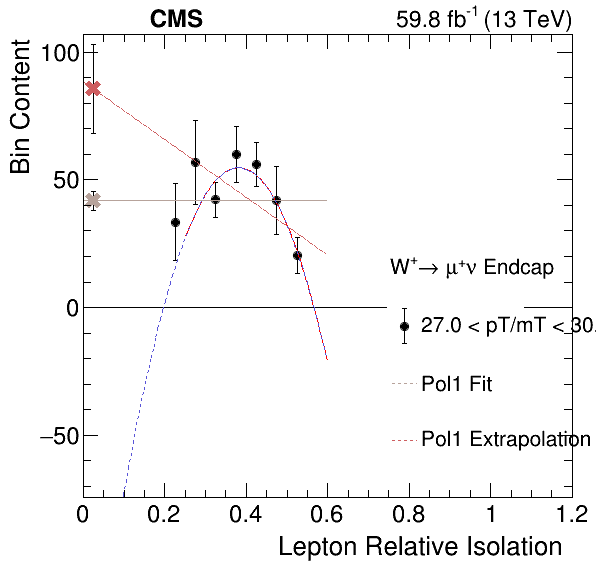 CMS
59.8 fb⁻¹ (13 TeV)
Bin Content
100
50
0
−50
W⁺→ μ⁺ν Endcap
27.0 < pT/mT < 30.
Pol1 Fit
Pol1 Extrapolation
0 0.2 0.4 0.6 0.8 1 1.2
Lepton Relative Isolation